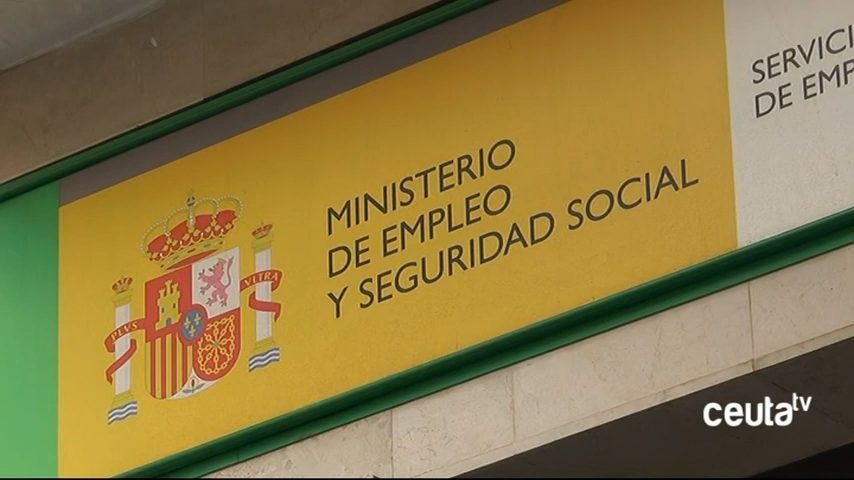 MINISTERIO
DE EMPLEO
Y SEGURIDAD SOCIAL
SERVICI
DE EMP
PLVS
VLTRA
ceutatv